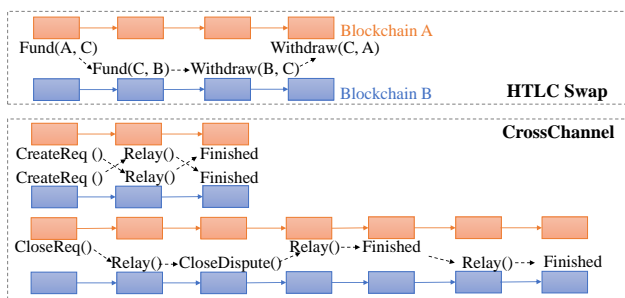 Blockchain A
Fund(A, C) Withdraw(C, A)
Fund(C, B) Withdraw(B, C)
Blockchain B
HTLC Swap
CrossChannel
CreateReq () Relay() Finished
CreateReq () Relay() Finished
CloseReq() Relay() Finished
Relay() CloseDispute() Relay() Finished